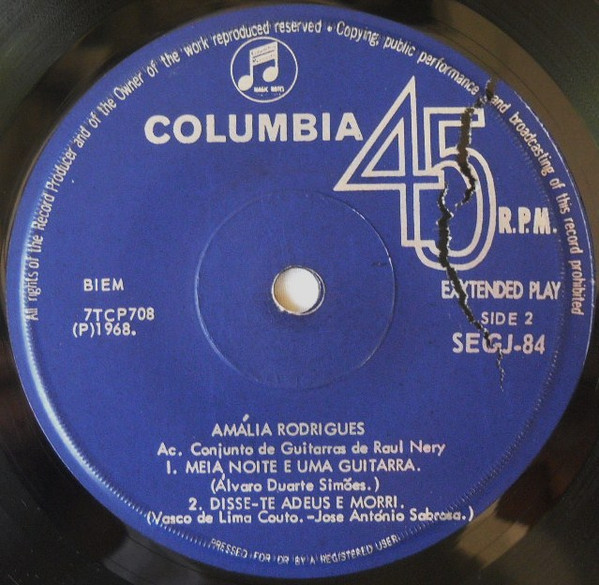 All rights of the Record Producer and of the Owner of the work reproduced reserved • Copying, public performance and broadcasting of this record prohibited
MAGIC NOTES
COLUMBIA
45
R.P.M.
EXTENDED PLAY
BIEM
SIDE 2
7TCP708
SEGJ-84
(P)1968.
AMÁLIA RODRIGUES
Ac. Conjunto de Guitarras de Raul Nery
1. MEIA NOITE E UMA GUITARRA.
(Álvaro Duarte Simões.)
2. DISSE-TE ADEUS E MORRI.
(Vasco de Lima Couto.-Jose António Sabrosa.)
PRESSED FOR OR BY A REGISTERED USER